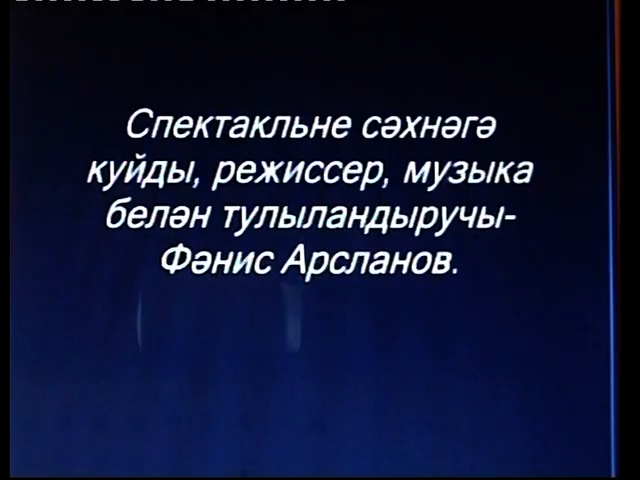 Спектакльне сәхнәгә
куйды, режиссер, музыка
белән тулыландыручы-
Фәнис Арсланов.